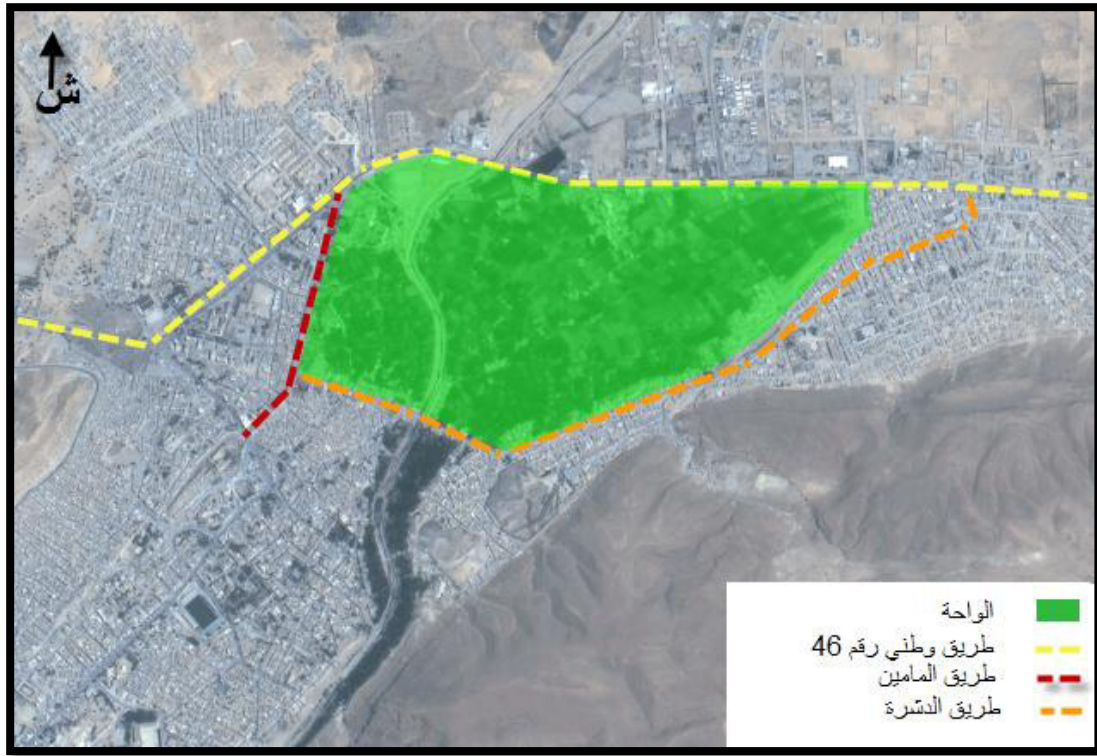 ش
الواحة
طريق وطني رقم 46
طريق المامين
طريق الدشرة